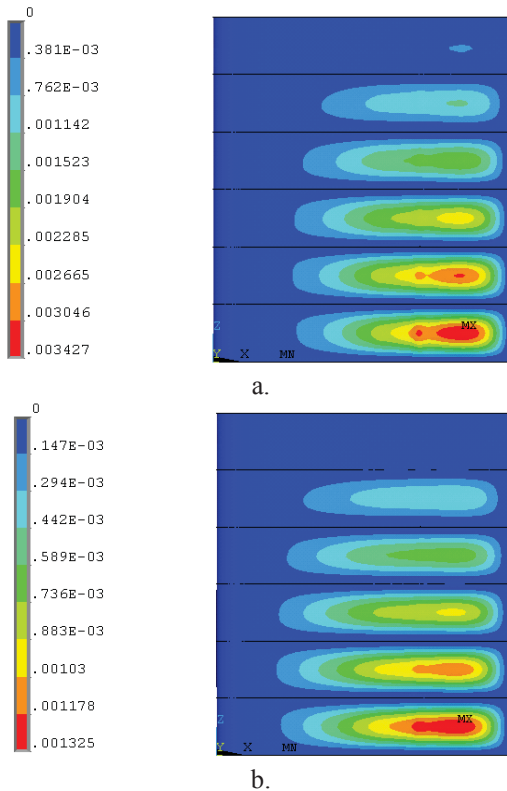 0
.381E-03
.762E-03
.001142
.001523
.001904
.002285
.002665
.003046
.003427
Z
MX
Y X MN
a.
0
.147E-03
.294E-03
.442E-03
.589E-03
.736E-03
.883E-03
.00103
.001178
.001325
Z
MX
Y X MN
b.